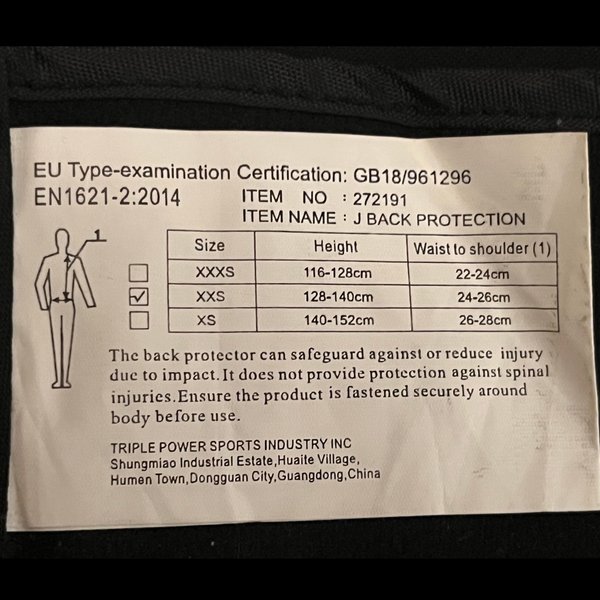 EU Type-examination Certification: GB18/961296
EN1621-2:2014 ITEM NO : 272191
ITEM NAME : J BACK PROTECTION
1
Size Height Waist to shoulder (1)
XXXS 116-128cm 22-24cm
XXS 128-140cm 24-26cm
XS 140-152cm 26-28cm
The back protector can safeguard against or reduce injury
due to impact.It does not provide protection against spinal
injuries.Ensure the product is fastened securely around
body before use.
TRIPLE POWER SPORTS INDUSTRY INC
Shungmiao Industrial Estate,Huaite Village,
Humen Town,Dongguan City,Guangdong,China